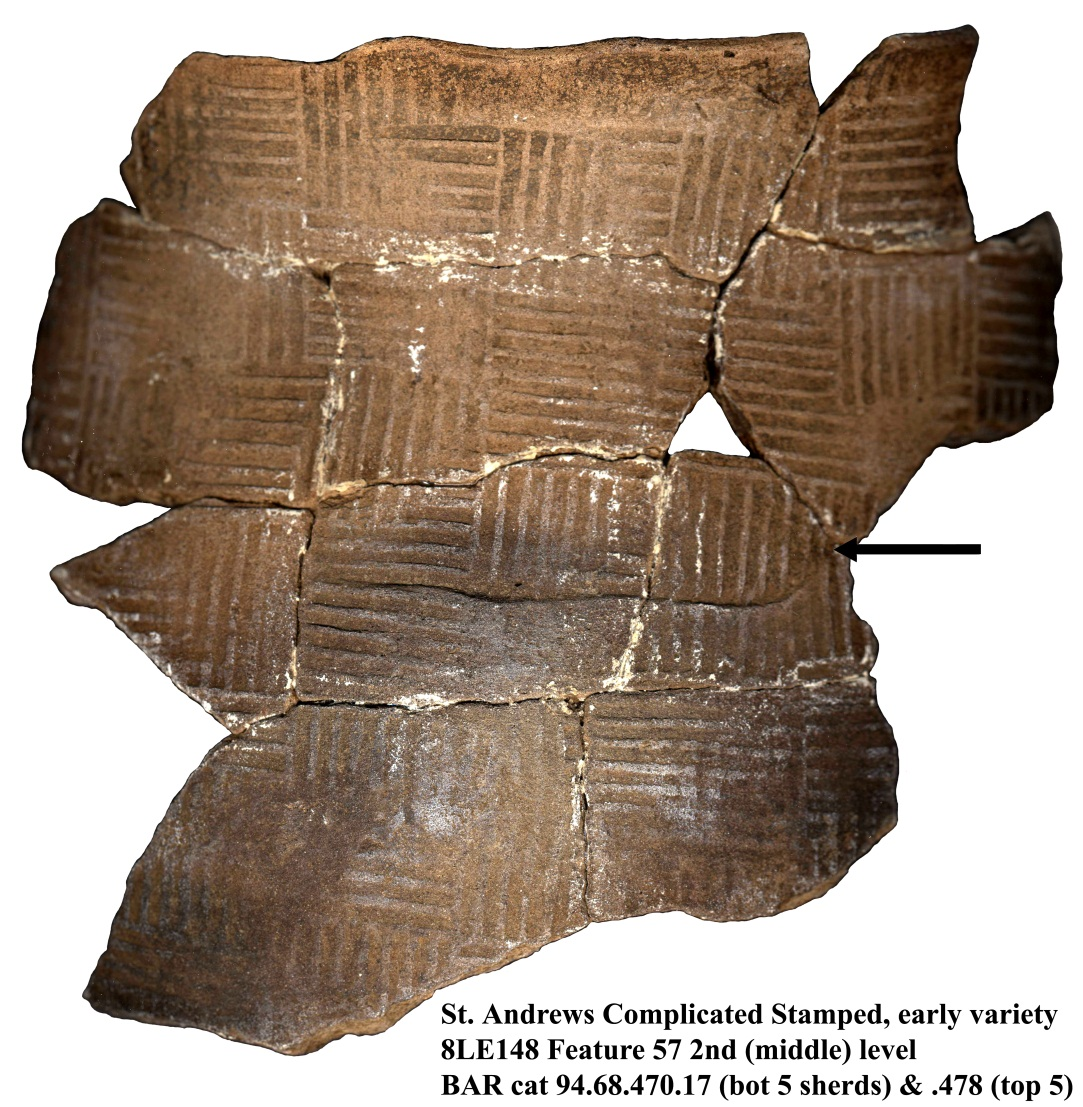 St. Andrews Complicated Stamped, early variety
8LE148 Feature 57 2nd (middle) level
BAR cat 94.68.470.17 (bot 5 sherds) & .478 (top 5)